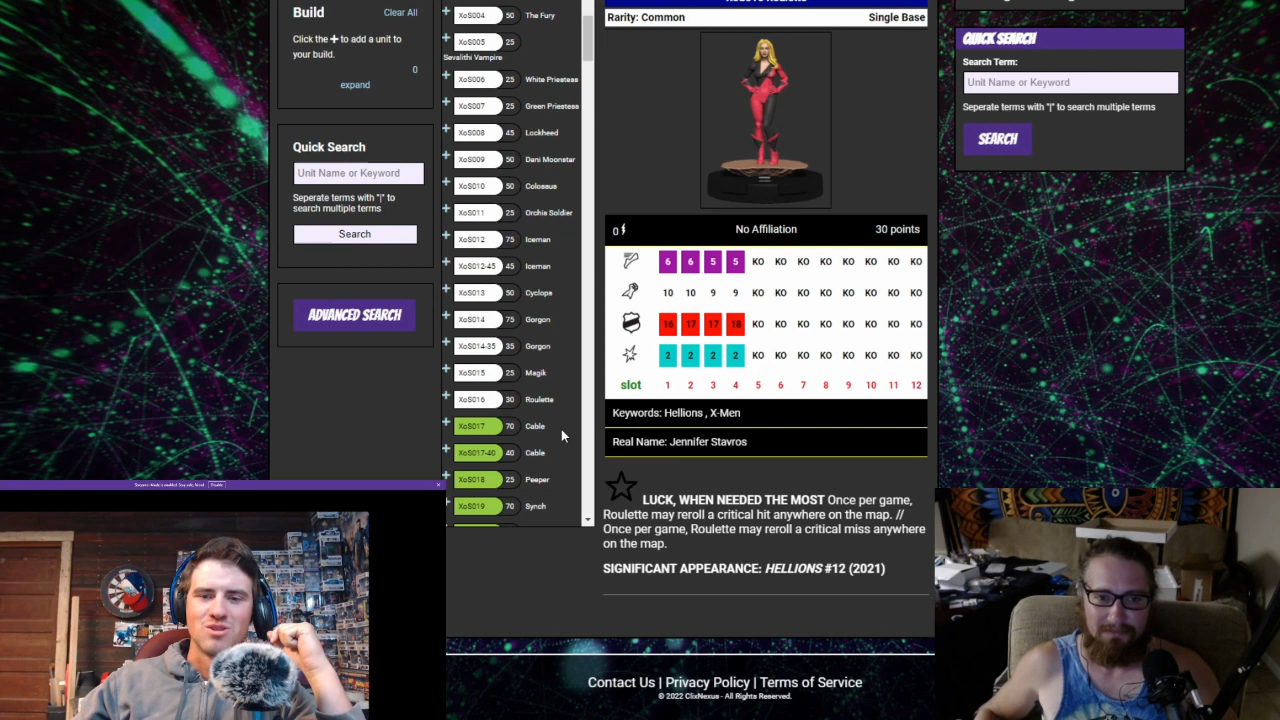 Build
Clear All
Click the + to add a unit to
your build.
0
expand
Quick Search
Unit Name or Keyword
Seperate terms with "|" to
search multiple terms
Search
ADVANCED SEARCH
XoS004 50 The Fury
XoS005 25
Sevalithi Vampire
XoS006 25 White Priestess
XoS007 25 Green Priestess
XoS008 45 Lockheed
XoS009 50 Dani Moonstar
XoS010 50 Colossus
XoS011 25 Orchis Soldier
XoS012 75 Iceman
XoS012-45 45 Iceman
XoS013 50 Cyclops
XoS014 75 Gorgon
XoS014-35 35 Gorgon
XoS015 25 Magik
XoS016 30 Roulette
XoS017 70 Cable
XoS017-40 40 Cable
XoS018 25 Peeper
XoS019 70 Synch
Rarity: Common
Single Base
0
No Affiliation
30 points
6 6 5 5 KO KO KO KO KO KO KO KO
10 10 9 9 KO KO KO KO KO KO KO KO
16 17 17 18 KO KO KO KO KO KO KO KO
2 2 2 2 KO KO KO KO KO KO KO KO
slot 1 2 3 4 5 6 7 8 9 10 11 12
Keywords: Hellions , X-Men
Real Name: Jennifer Stavros
LUCK, WHEN NEEDED THE MOST Once per game,
Roulette may reroll a critical hit anywhere on the map. //
Once per game, Roulette may reroll a critical miss anywhere
on the map.
SIGNIFICANT APPEARANCE: HELLIONS #12 (2021)
Contact Us | Privacy Policy | Terms of Service
© 2022 ClixNexus - All Rights Reserved.
QUICK SEARCH
Search Term:
Unit Name or Keyword
Seperate terms with "|" to search multiple terms
SEARCH